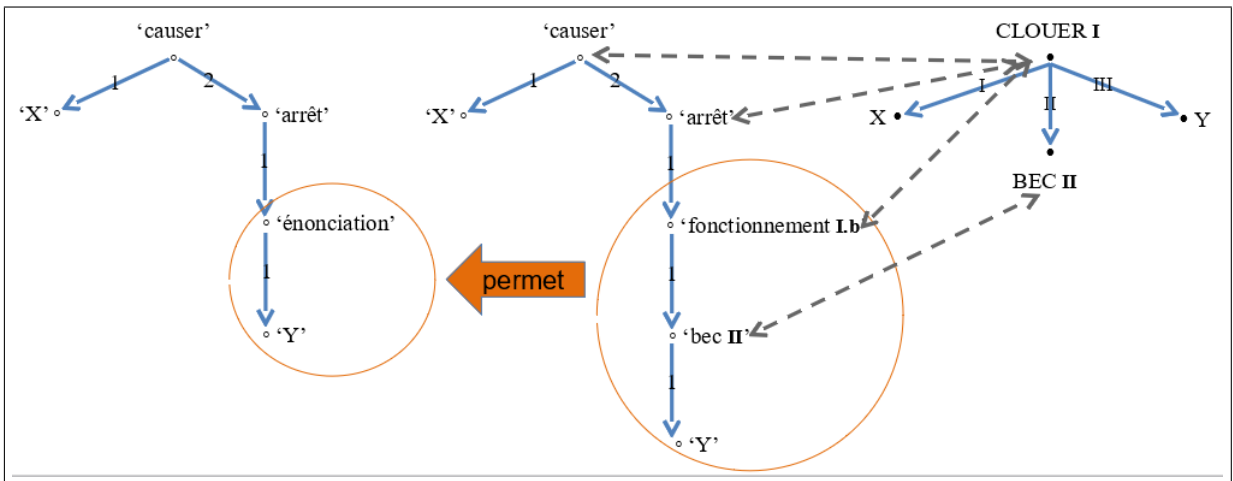 ‘causer’
1
2
‘X’
‘arrêt’
1
‘énonciation’
1
‘Y’
permet
‘causer’
1
2
‘X’
‘arrêt’
1
‘fonctionnement I.b
1
‘bec II’
1
‘Y’
CLOUER I
I
II
III
X
Y
BEC II